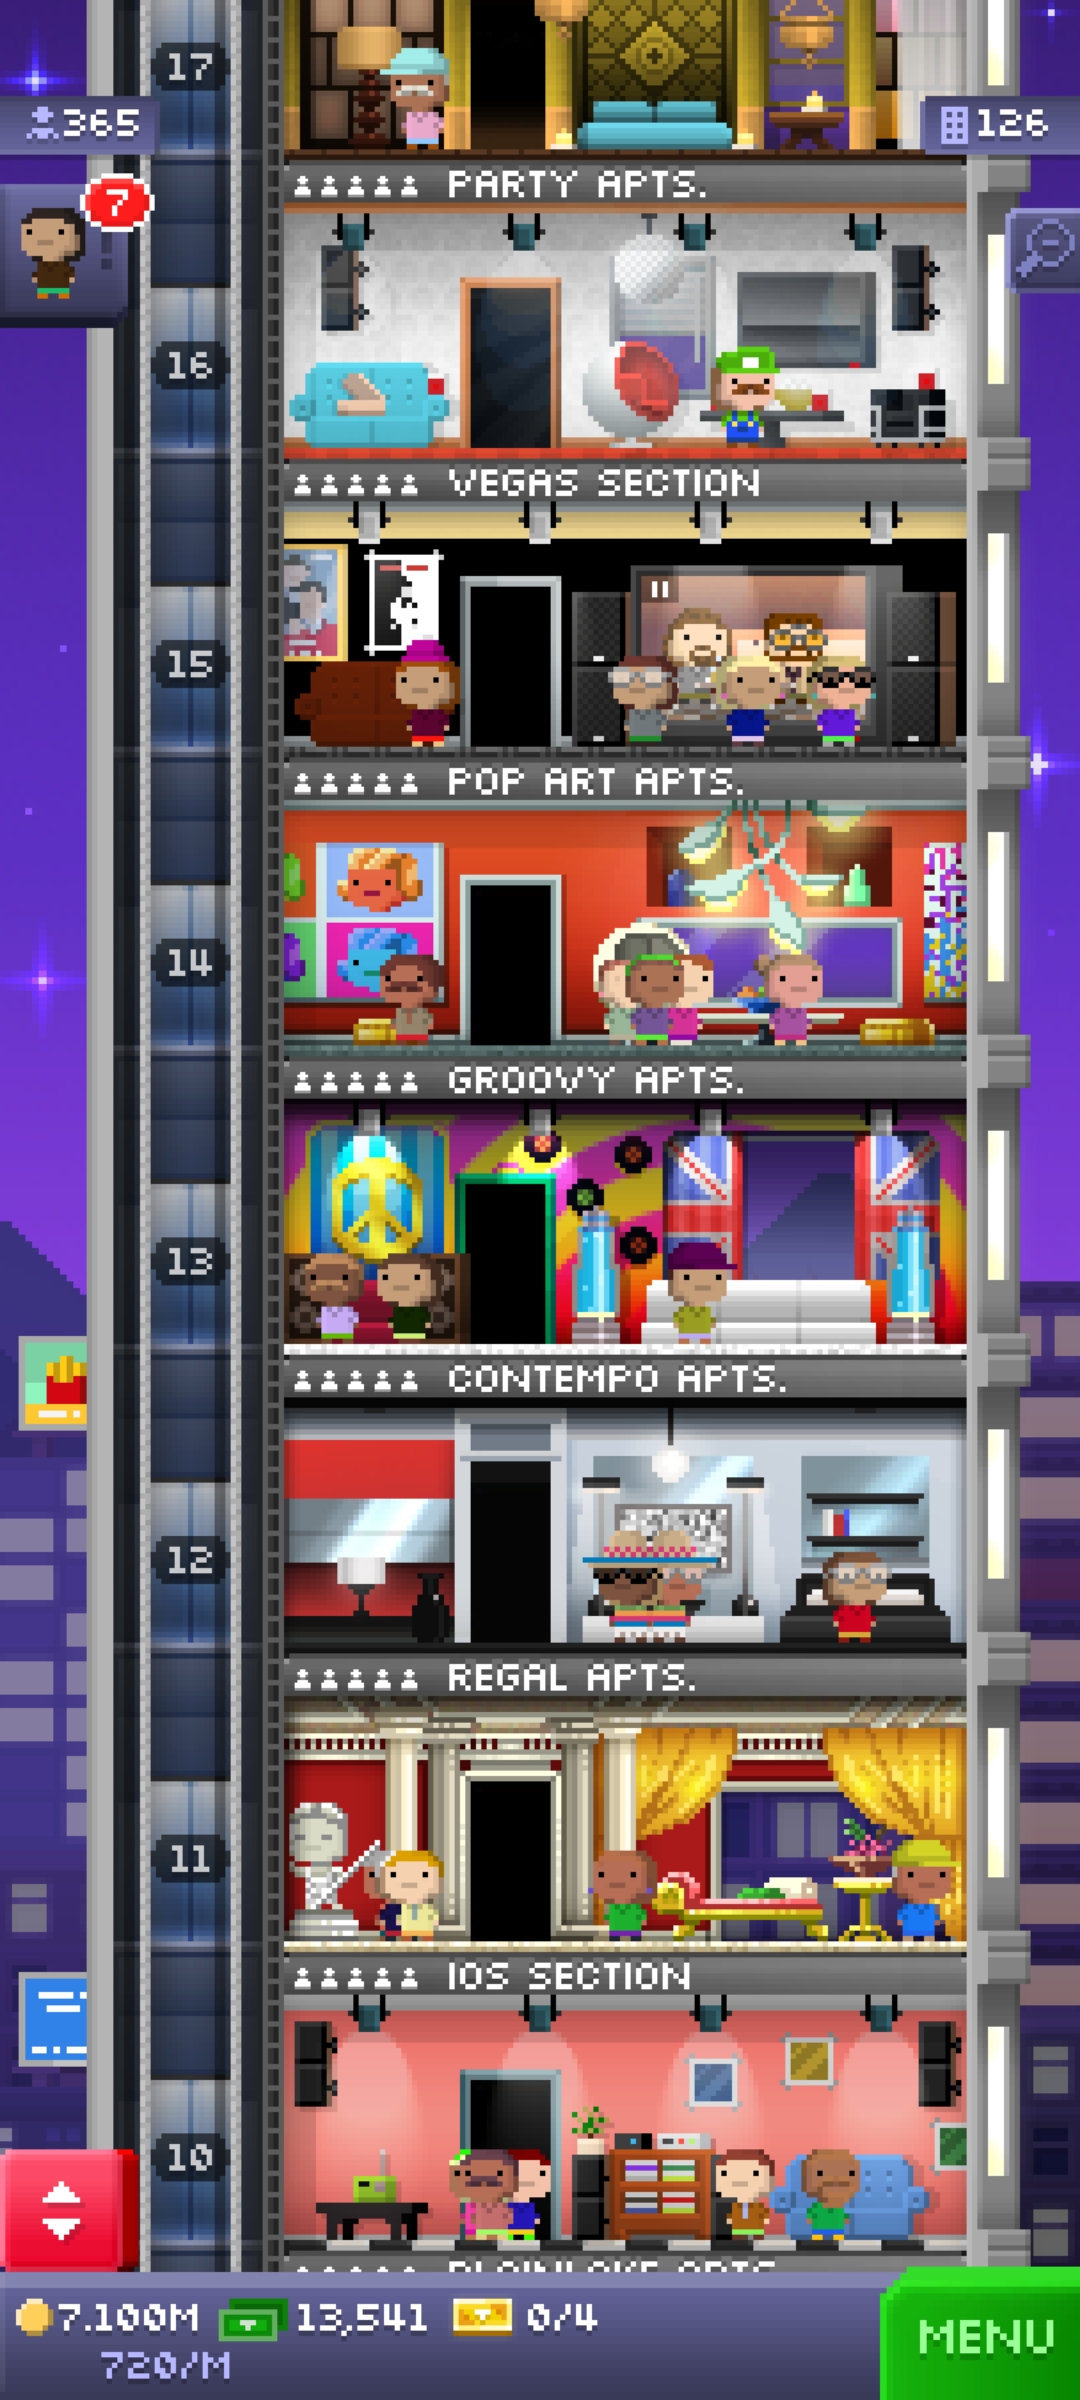 17
365
126
PARTY APTS.
7
16
VEGAS SECTION
15
POP ART APTS.
14
GROOVY APTS.
13
CONTEMPO APTS.
12
REGAL APTS.
11
IOS SECTION
10
7.100M
13,541
0/4
720/M
MENU